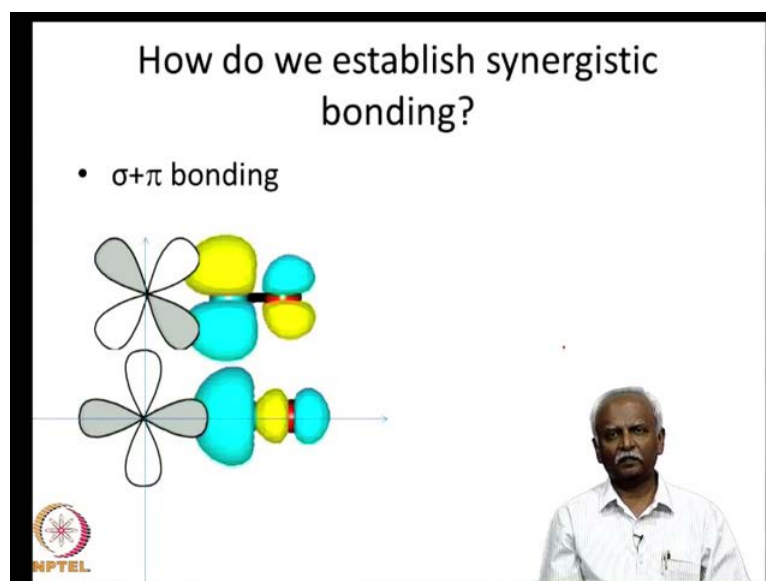 How do we establish synergistic
bonding?
• σ+π bonding
NPTEL